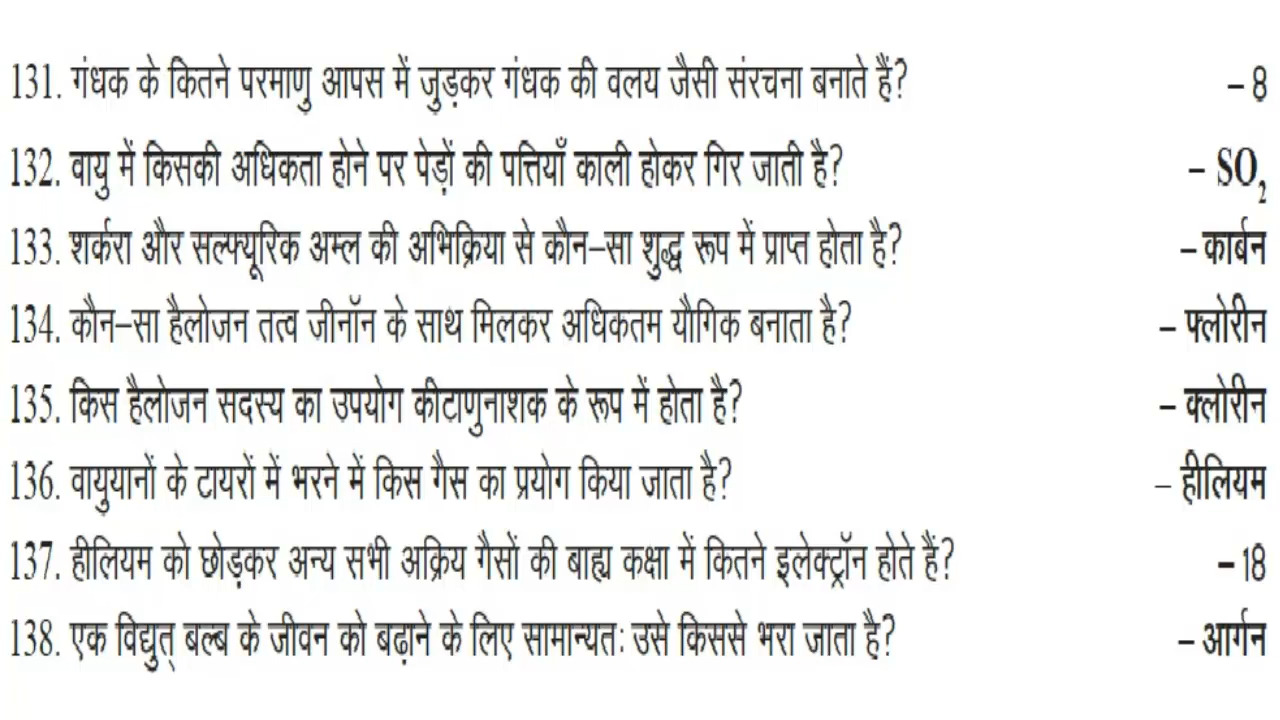 131. गंधक के कितने परमाणु आपस में जुड़कर गंधक की वलय जैसी संरचना बनाते हैं? – 8
132. वायु में किसकी अधिकता होने पर पेड़ों की पत्तियाँ काली होकर गिर जाती है? – SO₂
133. शर्करा और सल्फ्यूरिक अम्ल की अभिक्रिया से कौन–सा शुद्ध रूप में प्राप्त होता है? – कार्बन
134. कौन–सा हैलोजन तत्व जीनॉन के साथ मिलकर अधिकतम यौगिक बनाता है? – फ्लोरीन
135. किस हैलोजन सदस्य का उपयोग कीटाणुनाशक के रूप में होता है? – क्लोरीन
136. वायुयानों के टायरों में भरने में किस गैस का प्रयोग किया जाता है? – हीलियम
137. हीलियम को छोड़कर अन्य सभी अक्रिय गैसों की बाह्य कक्षा में कितने इलेक्ट्रॉन होते हैं? – 18
138. एक विद्युत् बल्ब के जीवन को बढ़ाने के लिए सामान्यतः उसे किससे भरा जाता है? – आर्गन